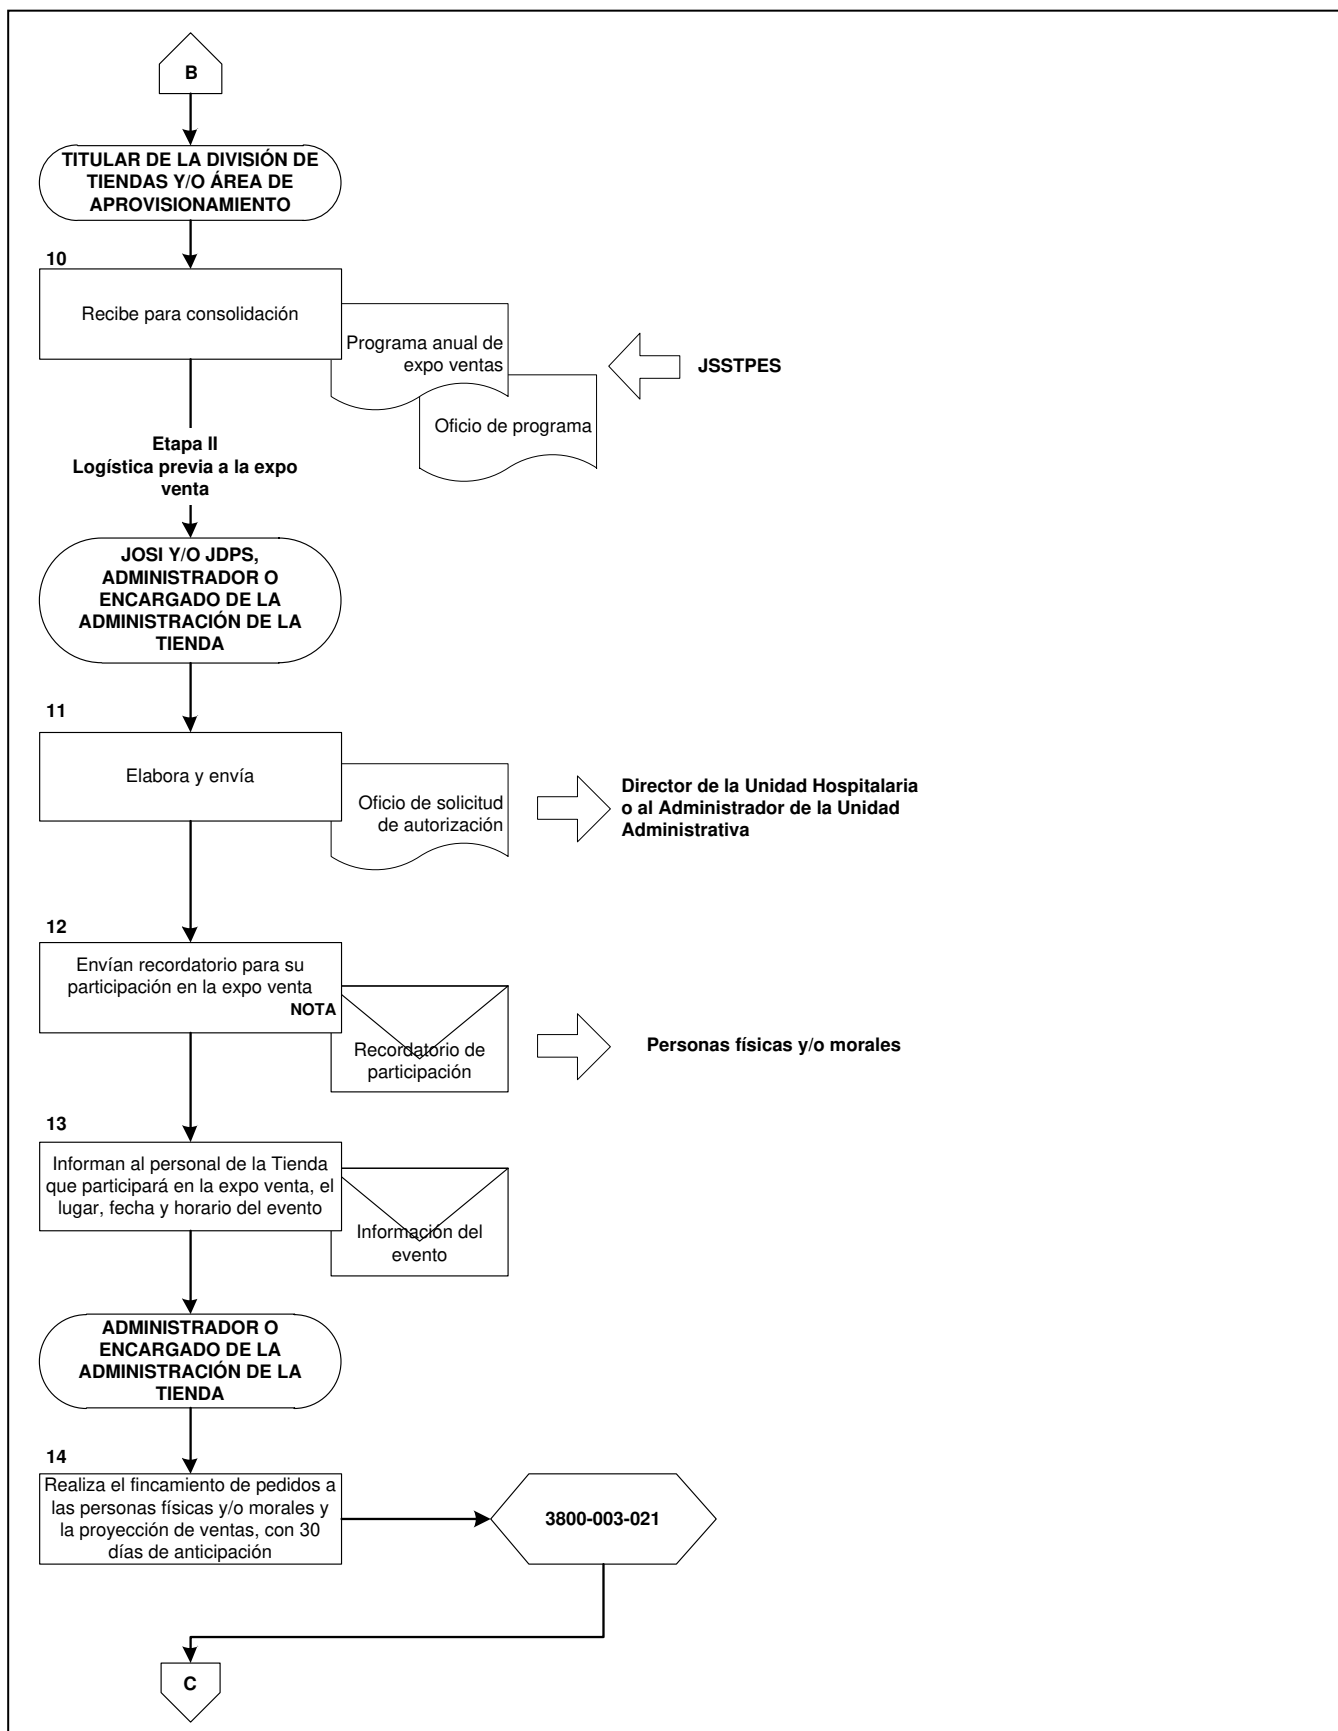 B
TITULAR DE LA DIVISIÓN DE
TIENDAS Y/O ÁREA DE
APROVISIONAMIENTO
10
Recibe para consolidación
Programa anual de
expo ventas
JSSTPES
Oficio de programa
Etapa II
Logística previa a la expo
venta
JOSI Y/O JDPS,
ADMINISTRADOR O
ENCARGADO DE LA
ADMINISTRACIÓN DE LA
TIENDA
11
Elabora y envía
Oficio de solicitud
de autorización
Director de la Unidad Hospitalaria
o al Administrador de la Unidad
Administrativa
12
Envían recordatorio para su
participación en la expo venta
NOTA
Recordatorio de
participación
Personas físicas y/o morales
13
Informan al personal de la Tienda
que participará en la expo venta, el
lugar, fecha y horario del evento
Información del
evento
ADMINISTRADOR O
ENCARGADO DE LA
ADMINISTRACIÓN DE LA
TIENDA
14
Realiza el fincamiento de pedidos a
las personas físicas y/o morales y
la proyección de ventas, con 30
días de anticipación
3800-003-021
C